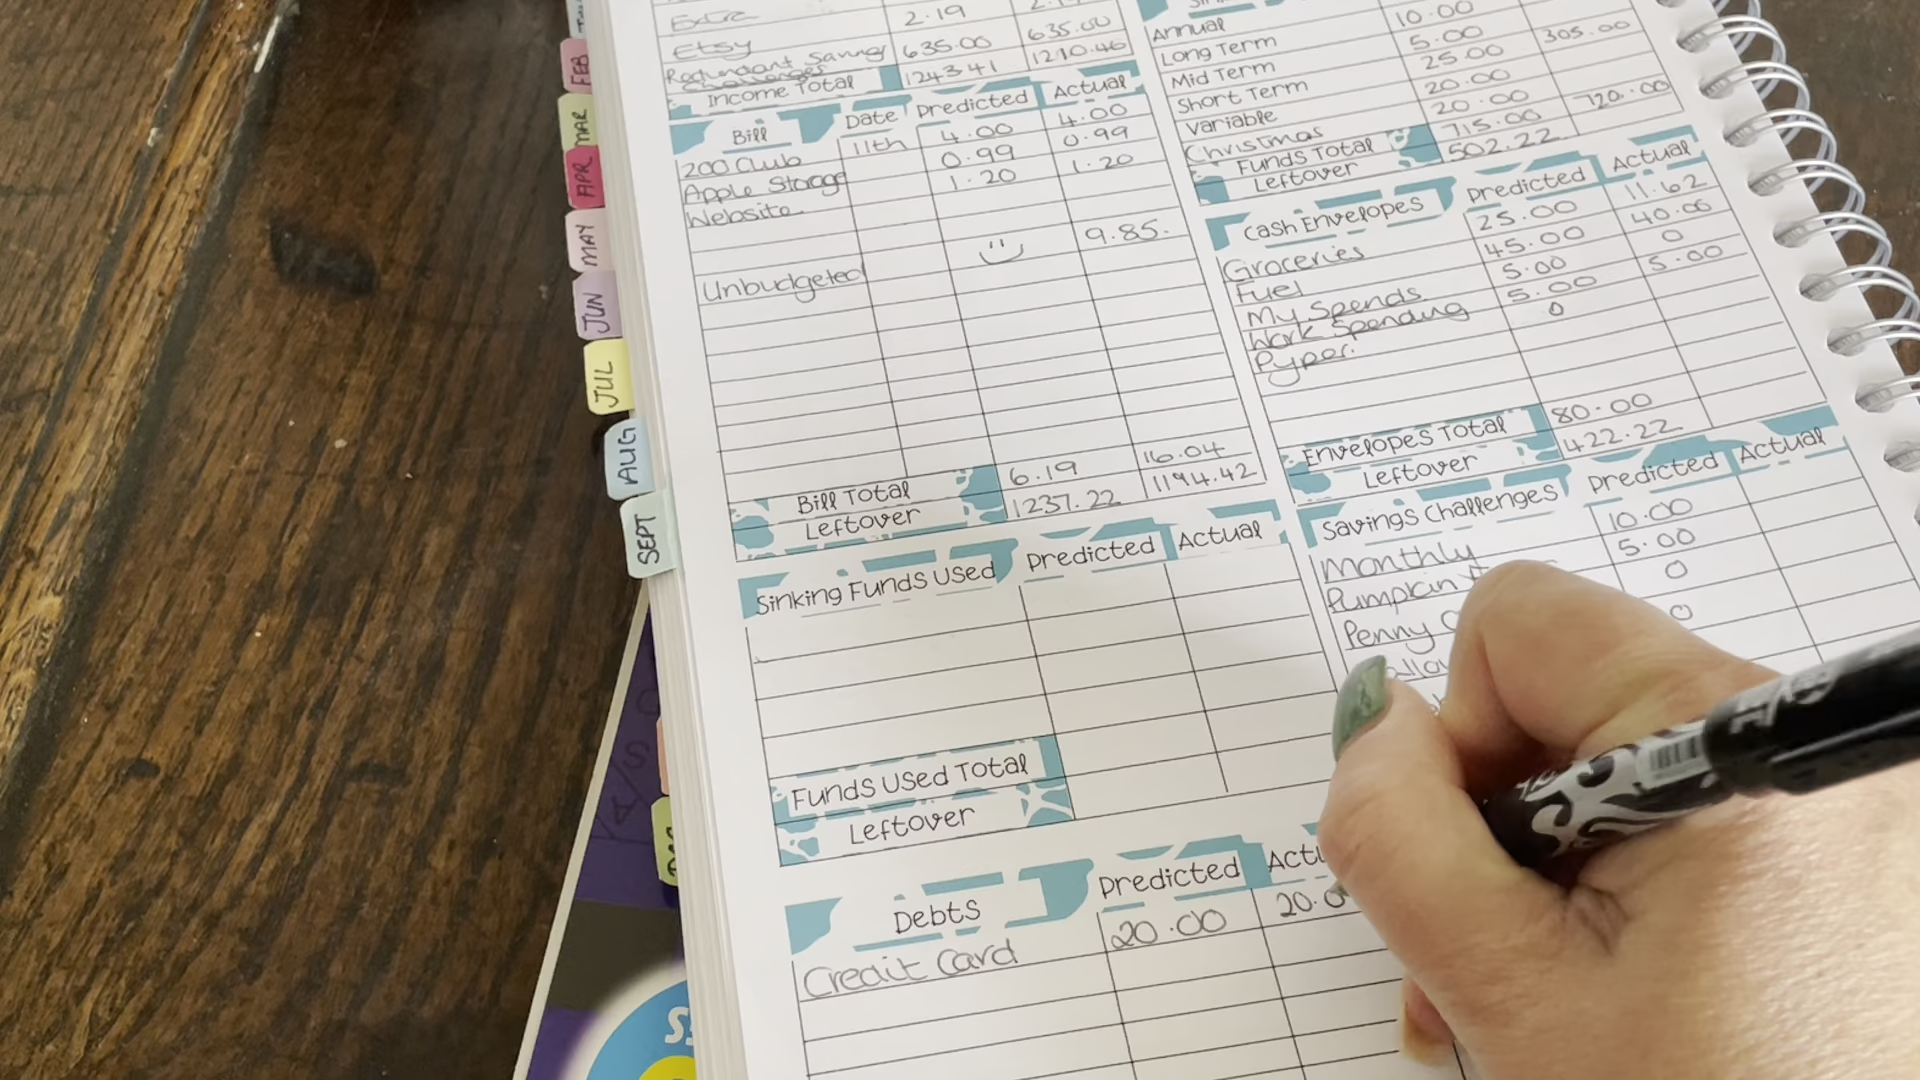 Extra 2.19
Etsy 635.00 635.00
Redundant Saving Challenges
Income Total 1243.41 1210.46
Bill Date Predicted Actual
200 Club 11th 4.00 4.00
Apple Storage 0.99 0.99
Website 1.20 1.20
Unbudgeted 9.85.
Bill Total 6.19 16.04
Leftover 1237.22 1194.42
Sinking Funds Used Predicted Actual
Funds Used Total
Leftover
Debts Predicted
Credit Card 20.00 20.0
Annual 10.00
Long Term 5.00 305.00
Mid Term 25.00
Short Term 20.00
Variable 20.00
Christmas
Funds Total 715.00 720.00
Leftover 502.22
Cash Envelopes Predicted Actual
Groceries 25.00 11.62
Fuel 45.00 40.00
My Spends 5.00 0
Work Spending 5.00 5.00
Pyper. 0
Envelopes Total 80.00
Leftover 422.22
Savings Challenges Predicted Actual
Monthly 10.00
Pumpkin 5.00
Penny 0
0
FEB
MAR
APR
MAY
JUN
JUL
AUG
SEPT